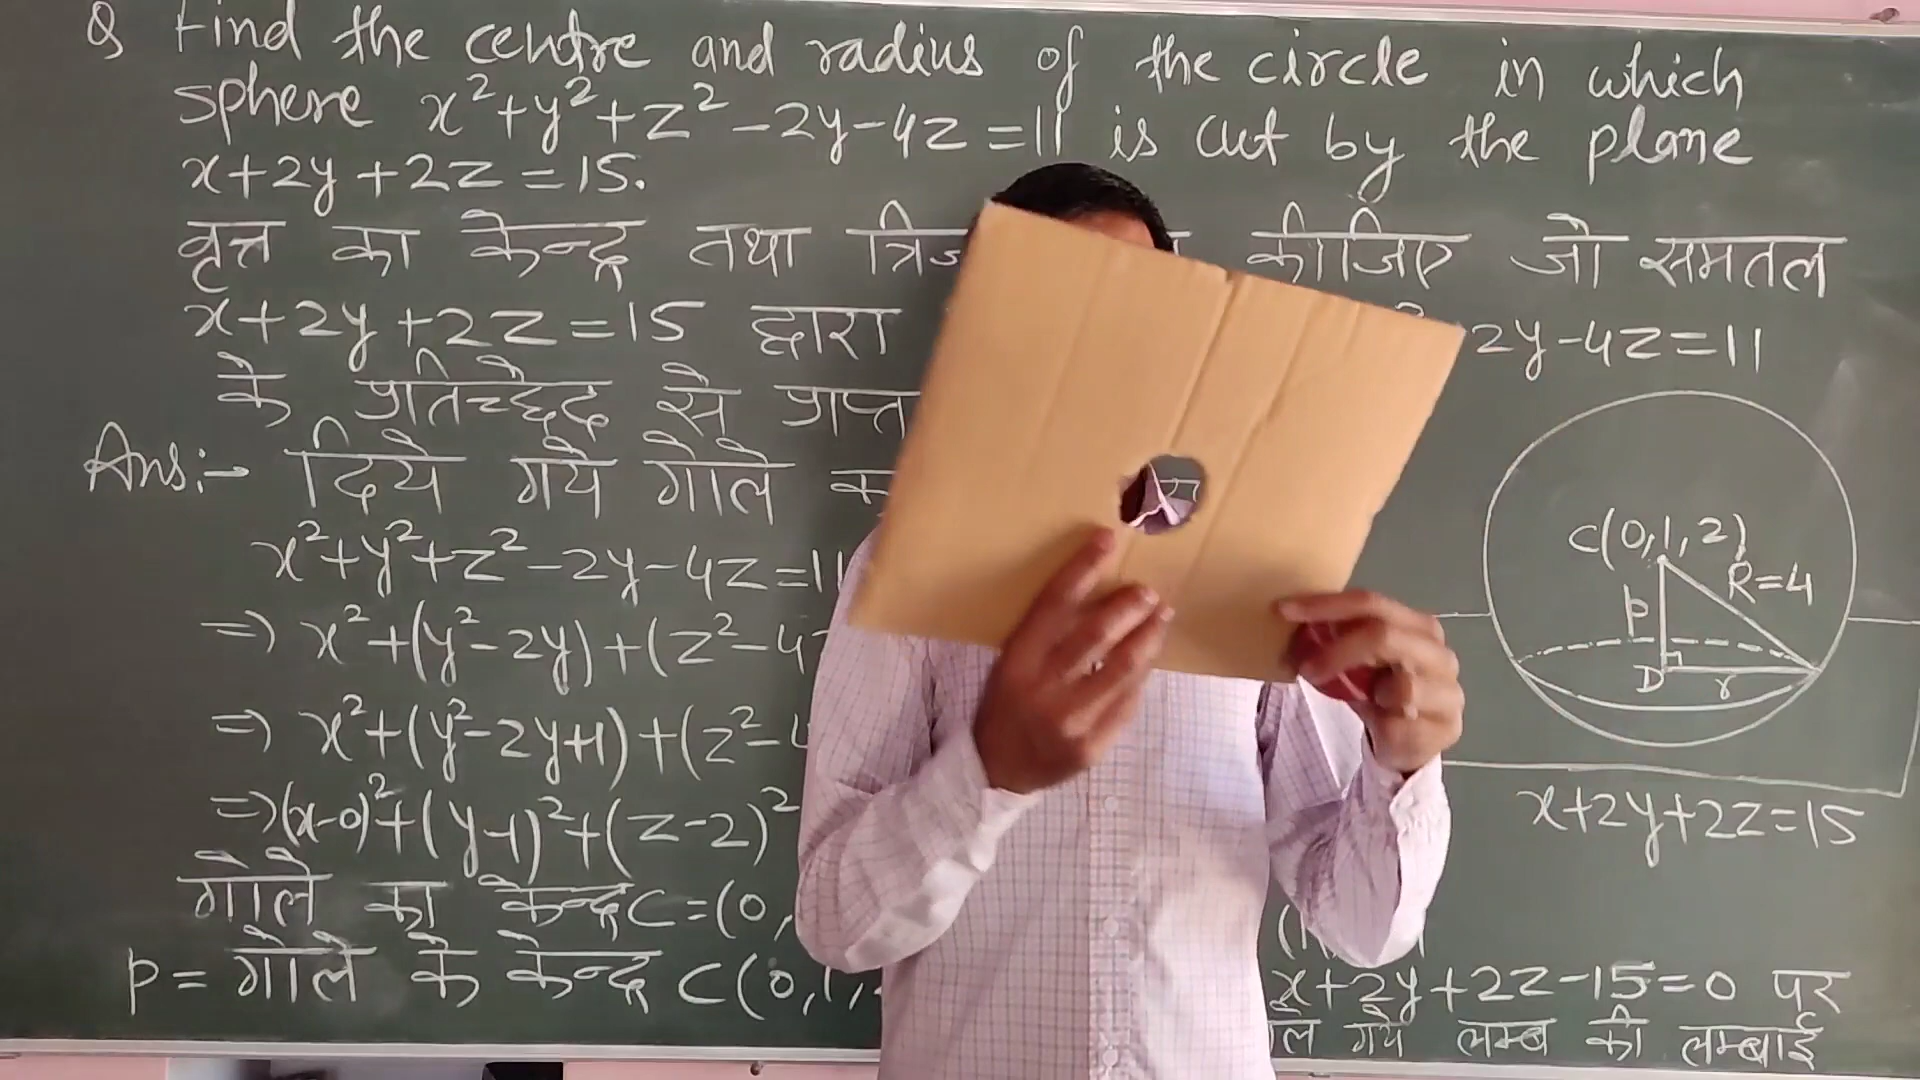 Q Find the centre and radius of the circle in which
sphere x²+y²+z²-2y-4z=11 is cut by the plane
x+2y+2z=15.
वृत्त का केन्द्र तथा कीजिए जो समतल
x+2y+2z=15 द्वारा 2y-4z=11
के प्रतिच्छेद से प्राप्त
Ans:→ दिये गये गोले
x²+y²+z²-2y-4z=11
⇒ x²+(y²-2y)+(z²-4z
⇒ x²+(y²-2y+1)+(z²-4
⇒(x-0)²+(y-1)²+(z-2)²
गोले का केन्द्र C=(0,
p = गोले के केन्द्र C(0,1,
C(0,1,2)
R=4
p
D
r
x+2y+2z=15
x+2y+2z-15=0 पर
गये लम्ब की लम्बाई